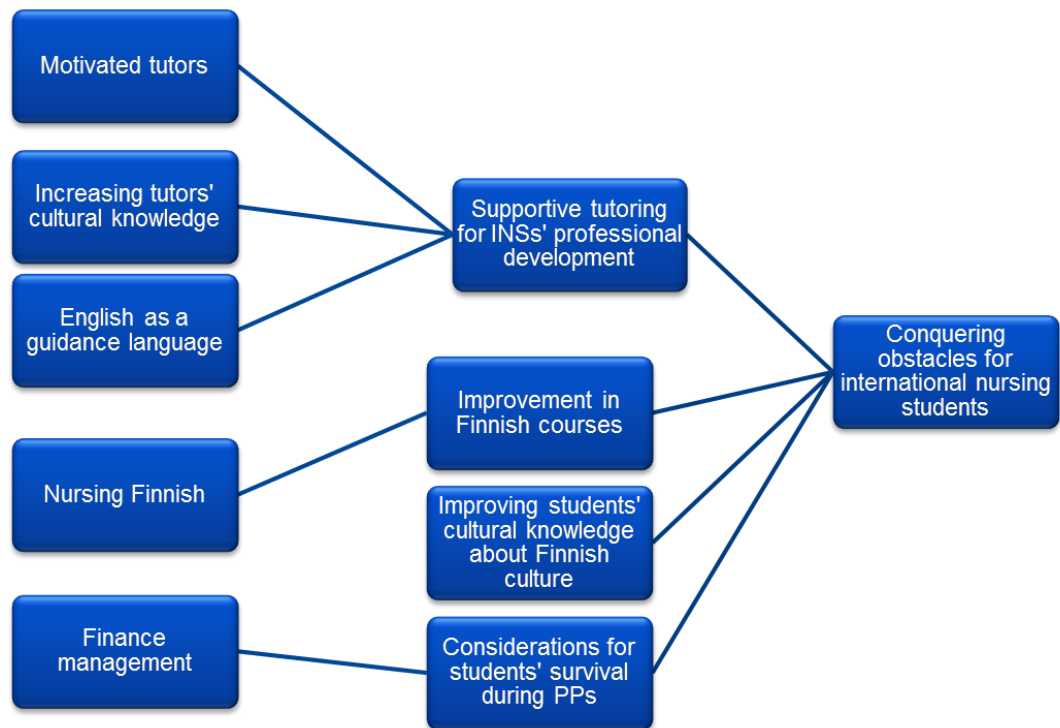 Motivated tutors
Increasing tutors'
cultural knowledge
English as a
guidance language
Nursing Finnish
Finance
management
Supportive tutoring
for INSs' professional
development
Improvement in
Finnish courses
Improving students'
cultural knowledge
about Finnish
culture
Considerations for
students' survival
during PPs
Conquering
obstacles for
international nursing
students